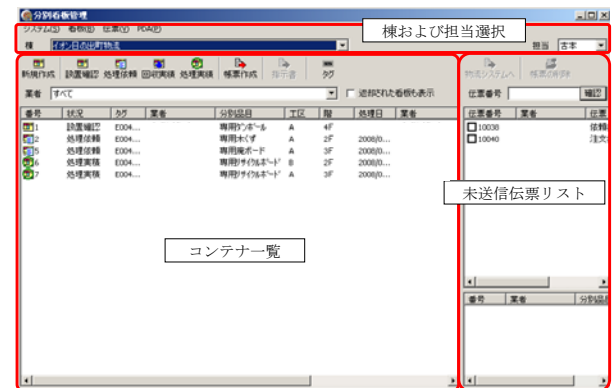 分別看板管理
システム(S) 看板(B) 伝票(V) PDA(P)
棟および担当選択
棟 イオン日の出町物流 担当 吉本
新規作成 設置確認 処理依頼 回収実績 処理実績 帳票作成 指示書 タグ
物流システムへ 帳票の削除
業者 すべて 返却された看板も表示
伝票番号 確認
番号 状況 タグ 業者 分別品目 工区 階 処理日 業者
1 設置確認 E004... 専用ダンボール A 4F
2 処理依頼 E004... 専用木くず A 2F 2008/0...
5 処理依頼 E004... 専用廃ボード A 3F 2008/0...
6 処理実積 E004... 専用リサイクルボード B 2F 2008/0...
7 処理実積 E004... 専用リサイクルボード A 3F 2008/0...
伝票番号 業者 伝票
10038 依頼
10040 注文
未送信伝票リスト
コンテナ一覧
番号 業者 分別品目